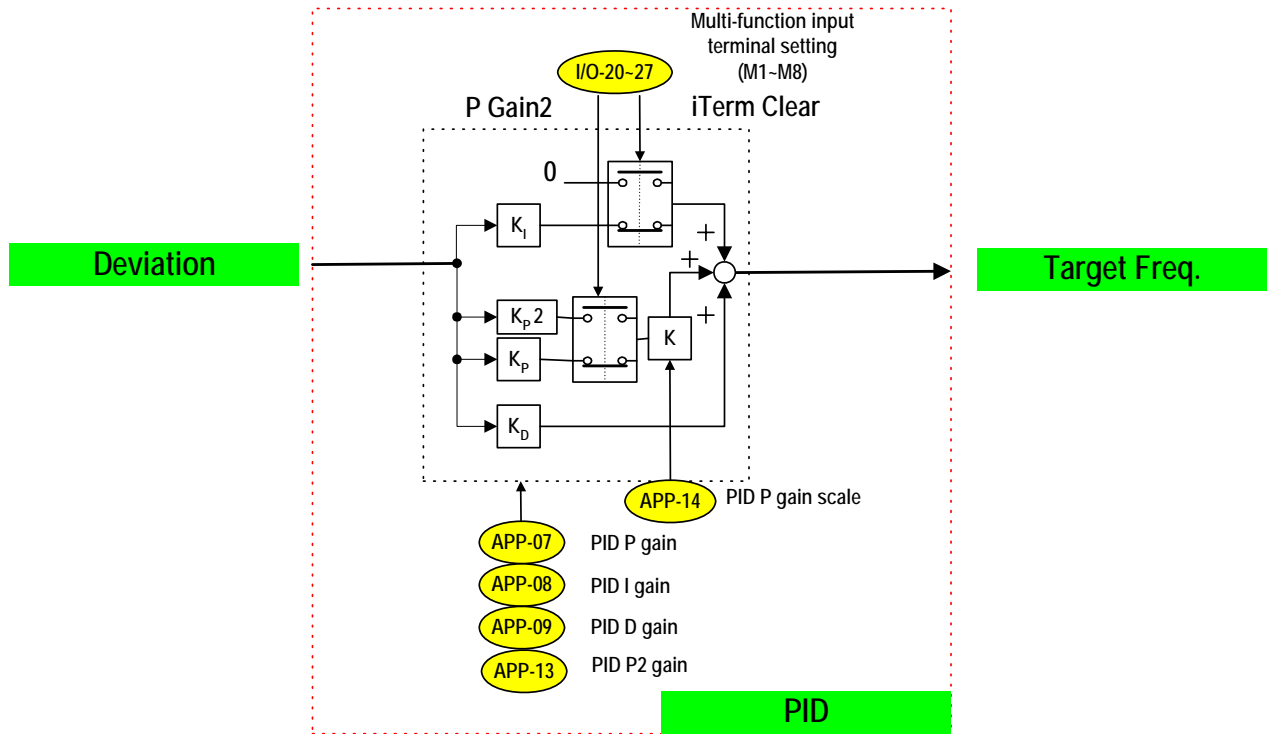 Multi-function input
terminal setting
(M1~M8)
I/O-20~27
P Gain2
iTerm Clear
0
KI
+
Deviation
+
Target Freq.
KP 2
+
K
KP
KD
APP-14
PID P gain scale
APP-07
PID P gain
APP-08
PID I gain
APP-09
PID D gain
APP-13
PID P2 gain
PID